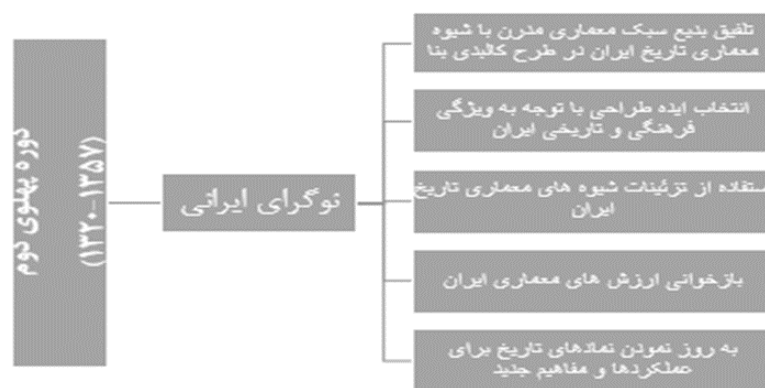 دوره پهلوی دوم
(۱۳۲۰-۱۳۵۷)
نوگرای ایرانی
تلفیق بدیع سبک معماری مدرن با شیوه
معماری تاریخ ایران در طرح کالبدی بنا
انتخاب ایده طراحی با توجه به ویژگی
فرهنگی و تاریخی ایران
ستفاده از تزئینات شیوه های معماری تاریخ
ایران
بازخوانی ارزش های معماری ایران
به روز نمودن نمادهای تاریخ برای
عملکردها و مفاهیم جدید